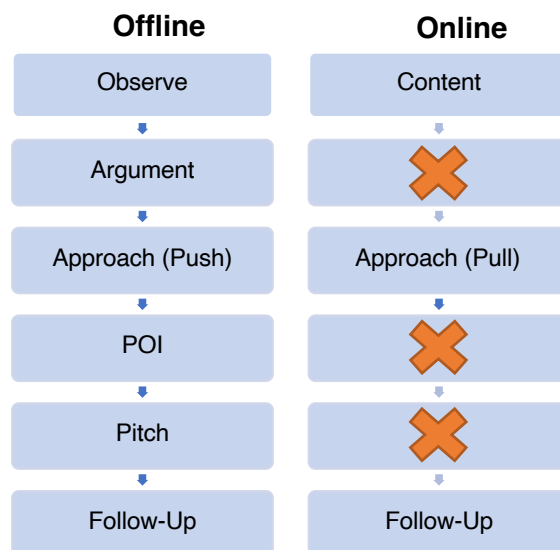 Offline
Online
Observe
Content
Argument
Approach (Push)
Approach (Pull)
POI
Pitch
Follow-Up
Follow-Up